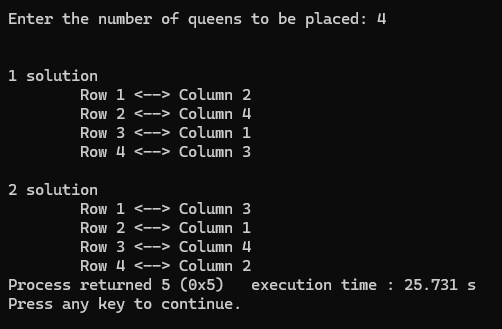 Enter the number of queens to be placed: 4
1 solution
Row 1 <--> Column 2
Row 2 <--> Column 4
Row 3 <--> Column 1
Row 4 <--> Column 3
2 solution
Row 1 <--> Column 3
Row 2 <--> Column 1
Row 3 <--> Column 4
Row 4 <--> Column 2
Process returned 5 (0x5)   execution time : 25.731 s
Press any key to continue.